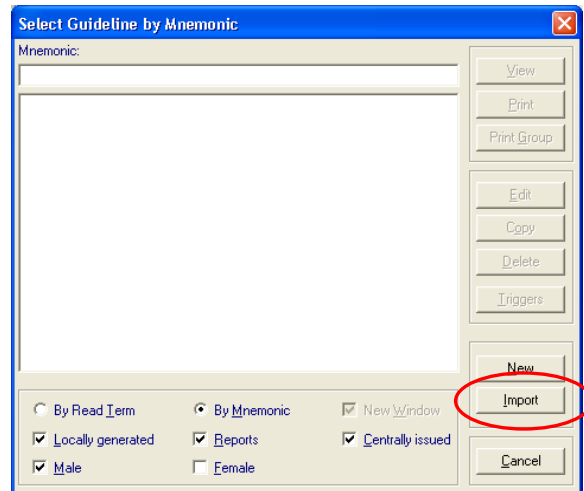 Select Guideline by Mnemonic
Mnemonic:
View
Print
Print Group
Edit
Copy
Delete
Triggers
New
Import
By Read Term By Mnemonic New Window
Locally generated Reports Centrally issued
Male Female
Cancel